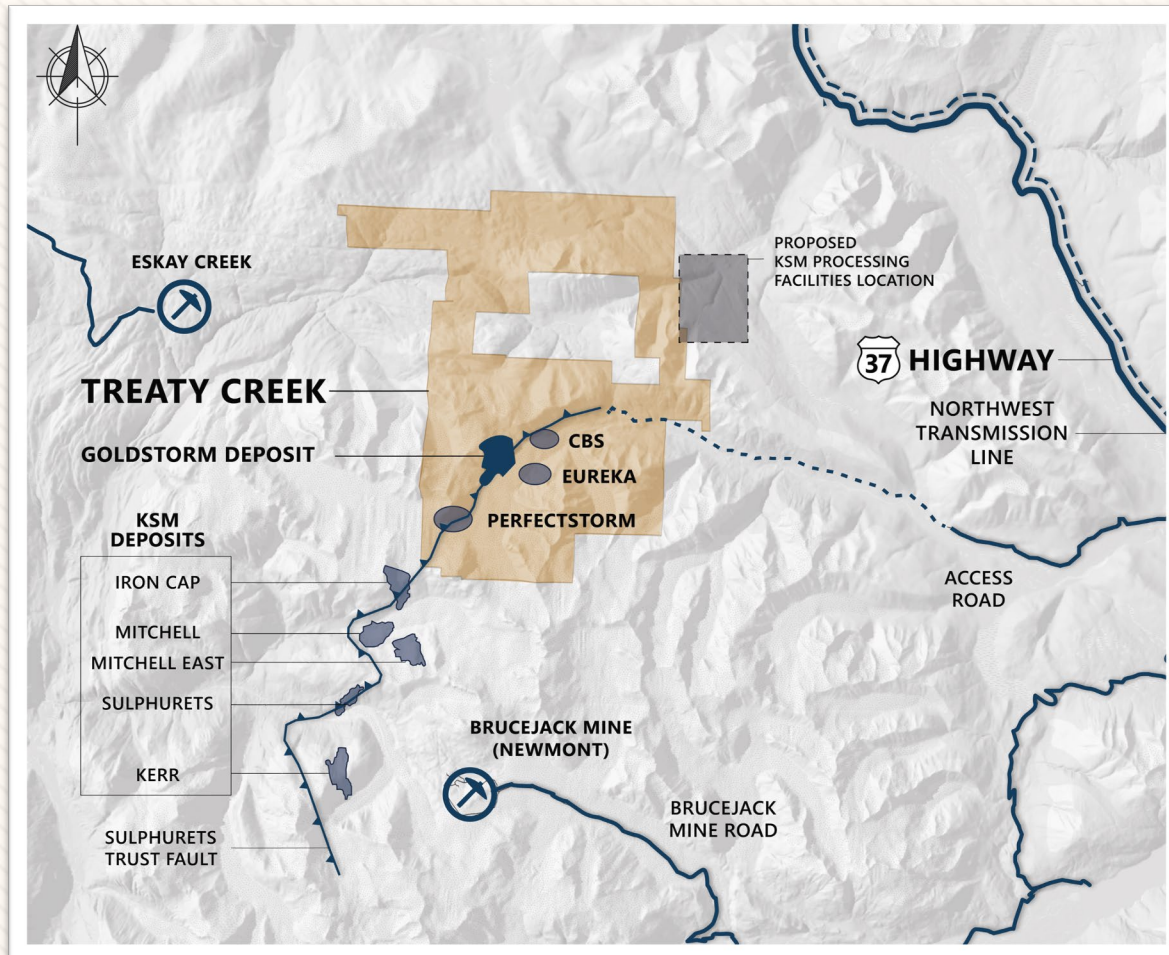 ESKAY CREEK
PROPOSED
KSM PROCESSING
FACILITIES LOCATION
37 HIGHWAY
TREATY CREEK
NORTHWEST
TRANSMISSION
LINE
GOLDSTORM DEPOSIT
CBS
EUREKA
PERFECTSTORM
KSM
DEPOSITS
IRON CAP
MITCHELL
MITCHELL EAST
SULPHURETS
KERR
SULPHURETS
TRUST FAULT
ACCESS
ROAD
BRUCEJACK MINE
(NEWMONT)
BRUCEJACK
MINE ROAD